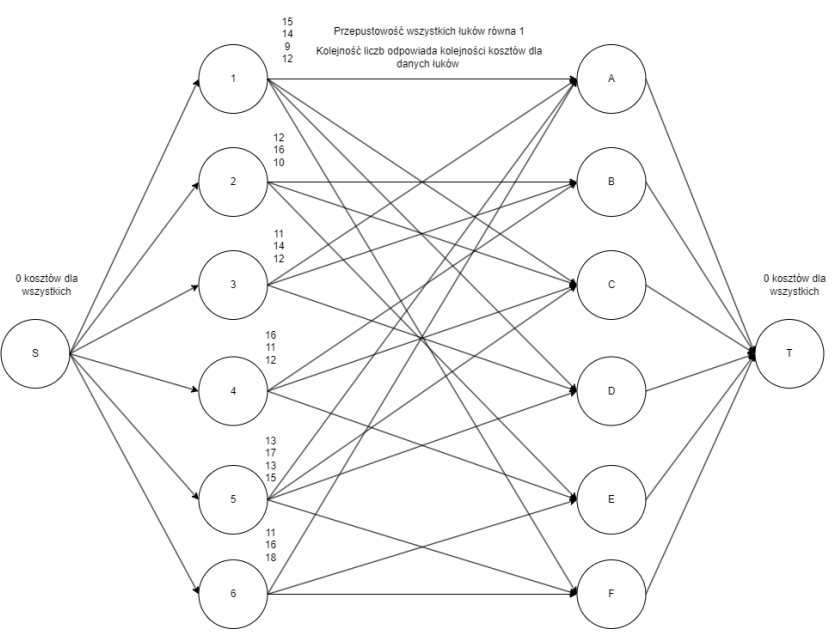 15
14
9
12
Przepustowość wszystkich łuków równa 1
Kolejność liczb odpowiada kolejności kosztów dla
danych łuków
1
A
12
16
10
2
B
11
14
12
3
C
0 kosztów dla
wszystkich
0 kosztów dla
wszystkich
S
T
16
11
12
4
D
13
17
13
15
5
E
11
16
18
6
F